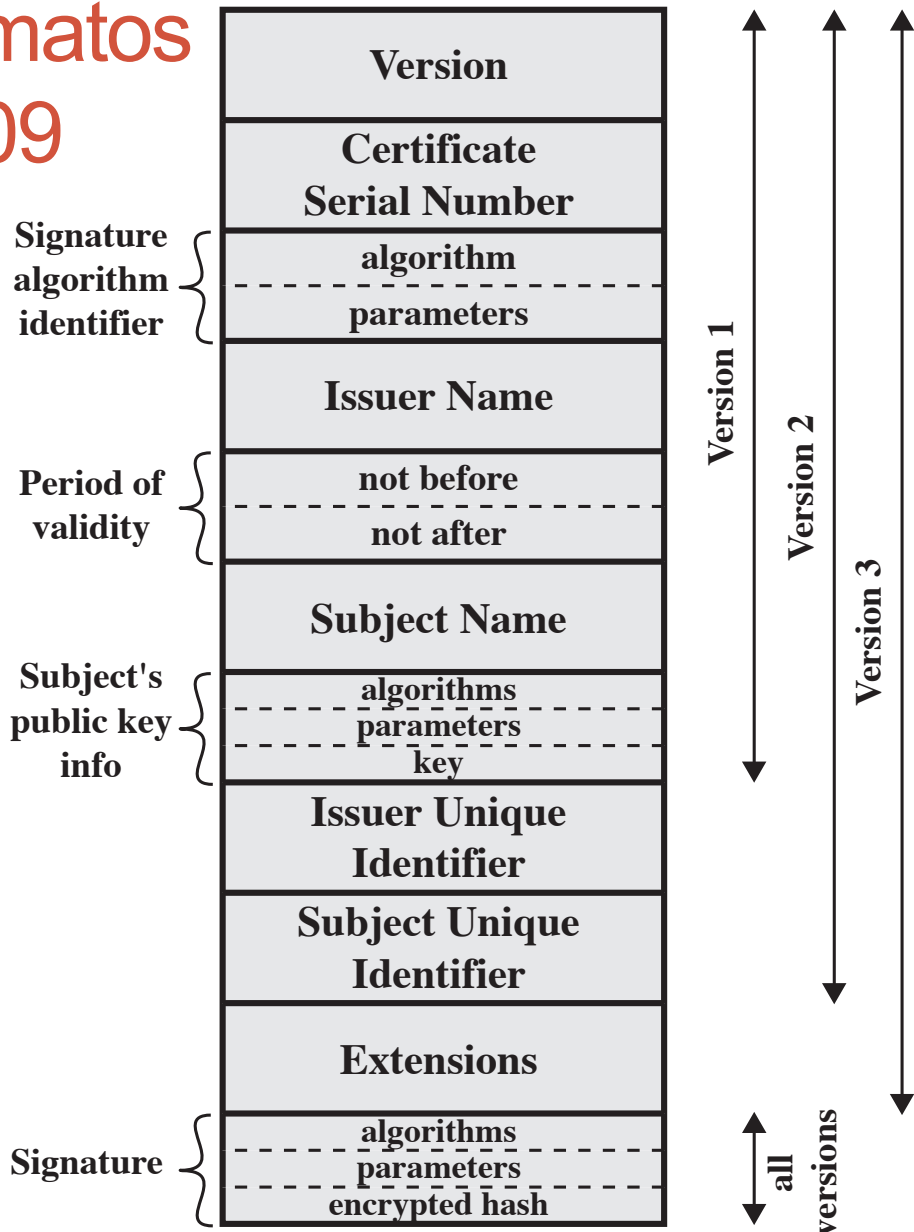 matos
09
Version
Certificate
Serial Number
Signature
algorithm
identifier
algorithm
parameters
Issuer Name
Period of
validity
not before
not after
Subject Name
Subject's
public key
info
algorithms
parameters
key
Issuer Unique
Identifier
Subject Unique
Identifier
Extensions
Signature
algorithms
parameters
encrypted hash
Version 1
Version 2
Version 3
all
versions